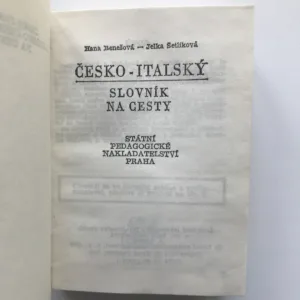 Hana Benešová — Jelka Šetlíková
ČESKO-ITALSKÝ
SLOVNÍK
NA CESTY
STÁTNÍ
PEDAGOGICKÉ
NAKLADATELSTVÍ
PRAHA